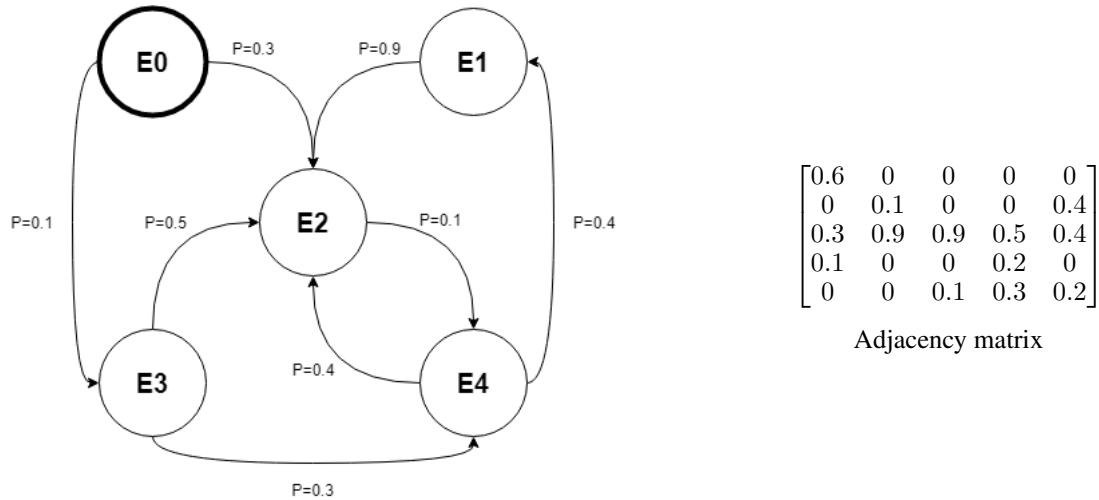 E0
P=0.3
P=0.9
E1
P=0.1
P=0.5
E2
P=0.1
P=0.4
E3
P=0.4
E4
P=0.3
0.6 0 0 0 0
0 0.1 0 0 0.4
0.3 0.9 0.9 0.5 0.4
0.1 0 0 0.2 0
0 0 0.1 0.3 0.2
Adjacency matrix